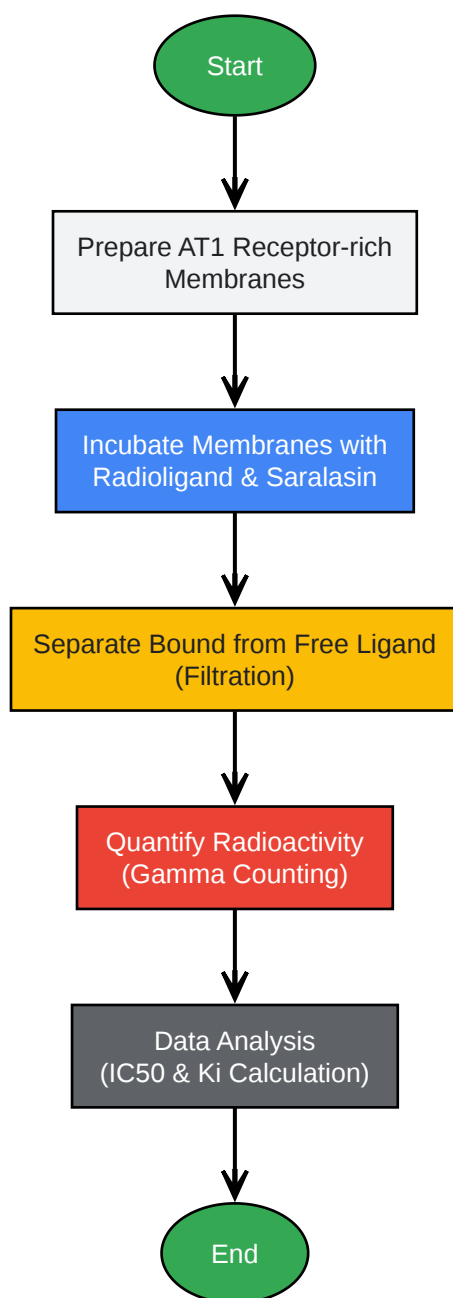 Start
Prepare AT1 Receptor-rich
Membranes
Incubate Membranes with
Radioligand & Saralasin
Separate Bound from Free Ligand
(Filtration)
Quantify Radioactivity
(Gamma Counting)
Data Analysis
(IC50 & Ki Calculation)
End